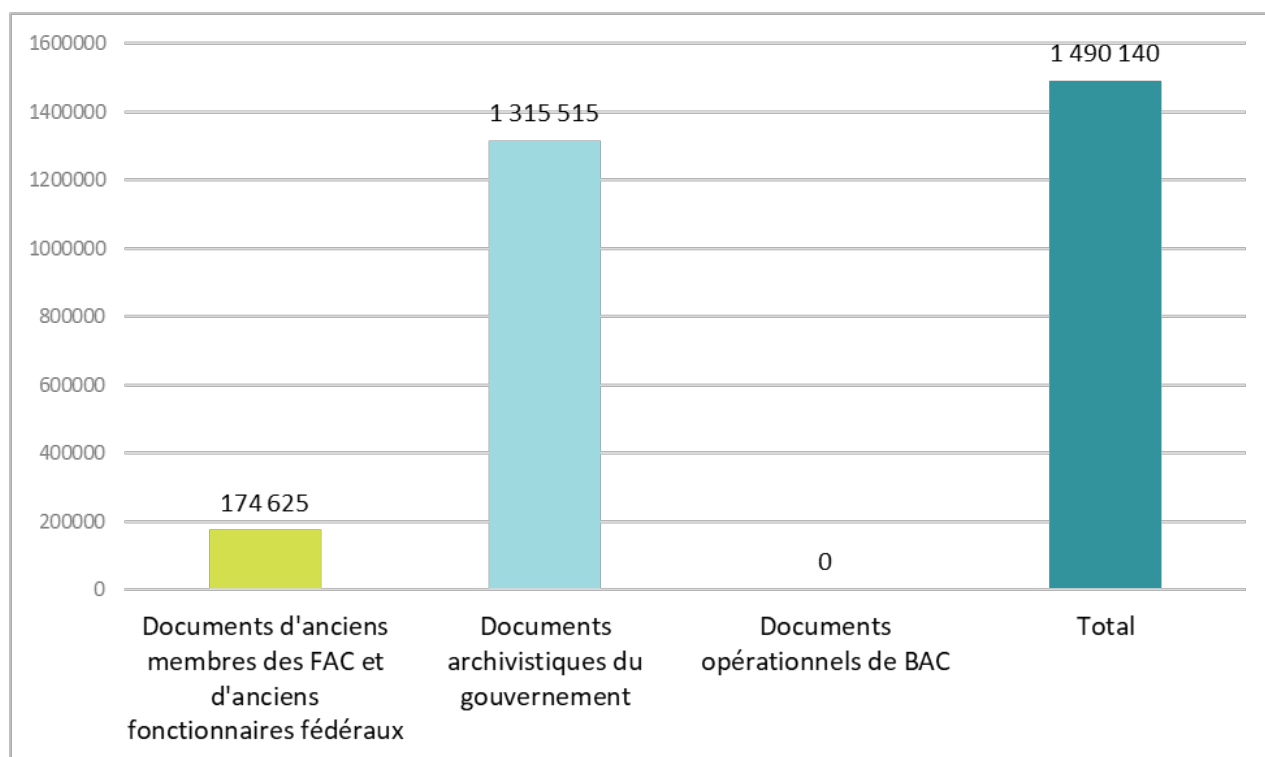 1600000
1400000
1200000
1000000
800000
600000
400000
200000
0
174 625
1 315 515
0
1 490 140
Documents d'anciens
membres des FAC et
d'anciens
fonctionnaires fédéraux
Documents
archivistiques du
gouvernement
Documents
opérationnels de BAC
Total